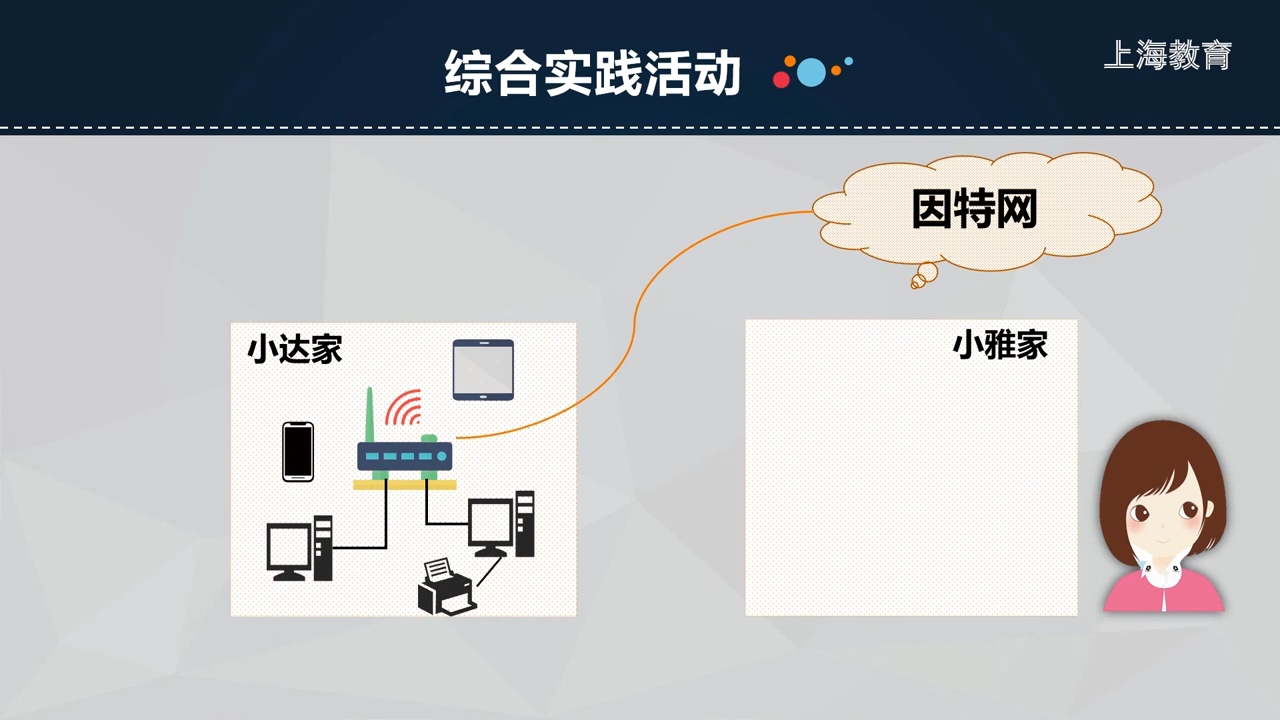 综合实践活动
上海教育
因特网
小达家
小雅家